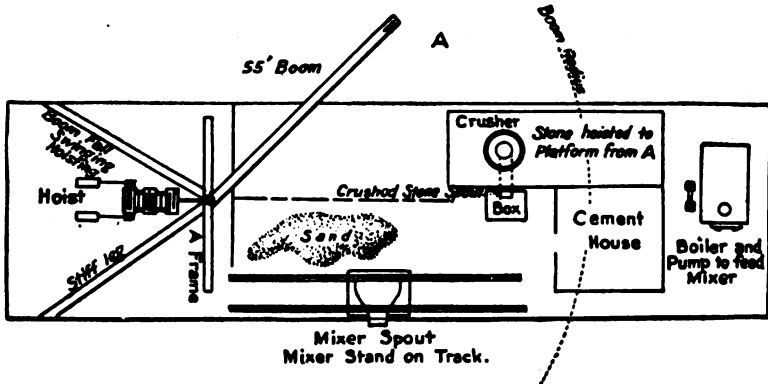 A
55' Boom
Boom Radius
Boom Fall
Swinging
Hoisting
Hoist
Stiff leg
A Frame
Crusher
Stone hoisted to
Platform from A
Crushed Stone
Box
Sand
Cement
House
Boiler and
Pump to feed
Mixer
Mixer Spout
Mixer Stand on Track.